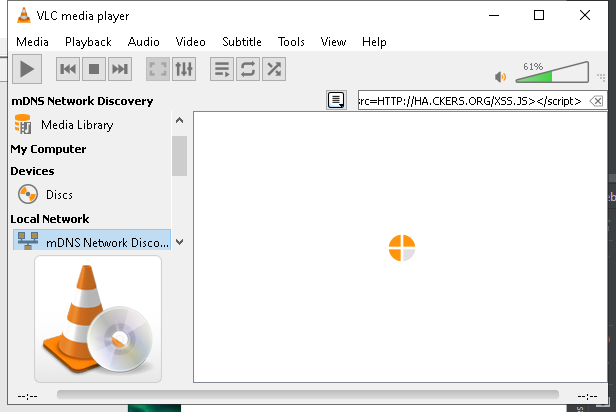 VLC media player
Media Playback Audio Video Subtitle Tools View Help
61%
mDNS Network Discovery
src=HTTP://HA.CKERS.ORG/XSS.JS></script>
Media Library
My Computer
Devices
Discs
Local Network
mDNS Network Disco...
--:-- --:--